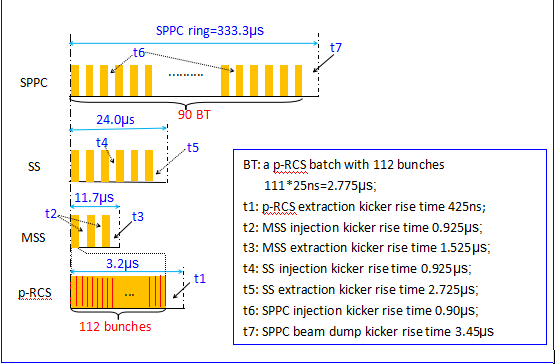 SPPC ring=333.3μs
t6
t7
SPPC
90 BT
24.0μs
t4
t5
SS
11.7μs
t2
t3
MSS
3.2μs
t1
p-RCS
...
112 bunches
BT: a p-RCS batch with 112 bunches
111*25ns=2.775μs;
t1: p-RCS extraction kicker rise time 425ns;
t2: MSS injection kicker rise time 0.925μs;
t3: MSS extraction kicker rise time 1.525μs;
t4: SS injection kicker rise time 0.925μs;
t5: SS extraction kicker rise time 2.725μs;
t6: SPPC injection kicker rise time 0.90μs;
t7: SPPC beam dump kicker rise time 3.45μs